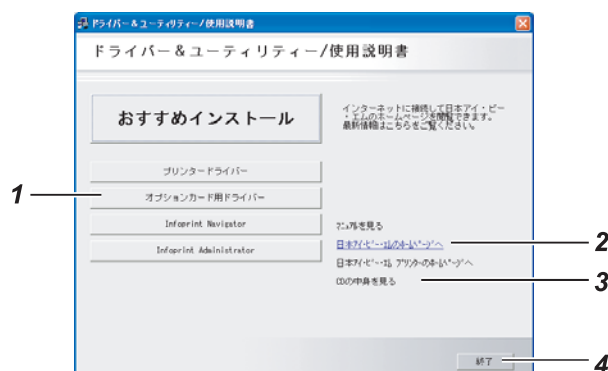 ドライバー&ユーティリティー/使用説明書
ドライバー&ユーティリティー/使用説明書
おすすめインストール
インターネットに接続して日本アイ・ビー
・エムのホームページを閲覧できます。
最新情報はこちらをご覧ください。
プリンタードライバー
オプションカード用ドライバー
1
Infoprint Navigator
Infoprint Administrator
マニュアルを見る
日本アイ・ビー・エムのホームページへ
2
日本アイ・ビー・エム プリンターのホームページへ
CDの中身を見る
3
終了
4